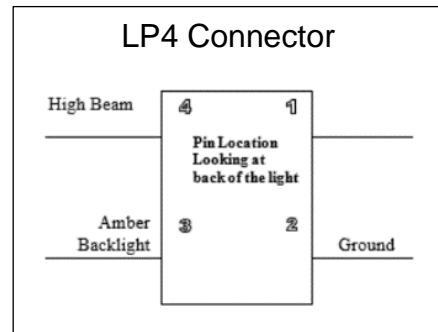 LP4 Connector
High Beam
4 1
Pin Location
Looking at
back of the light
Amber
Backlight
3 2
Ground